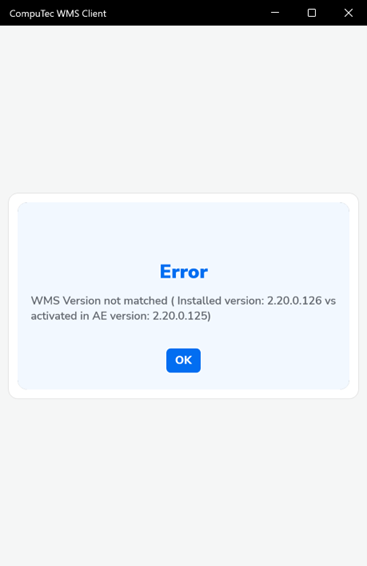 CompuTec WMS Client
Error
WMS Version not matched ( Installed version: 2.20.0.126 vs
activated in AE version: 2.20.0.125)
OK